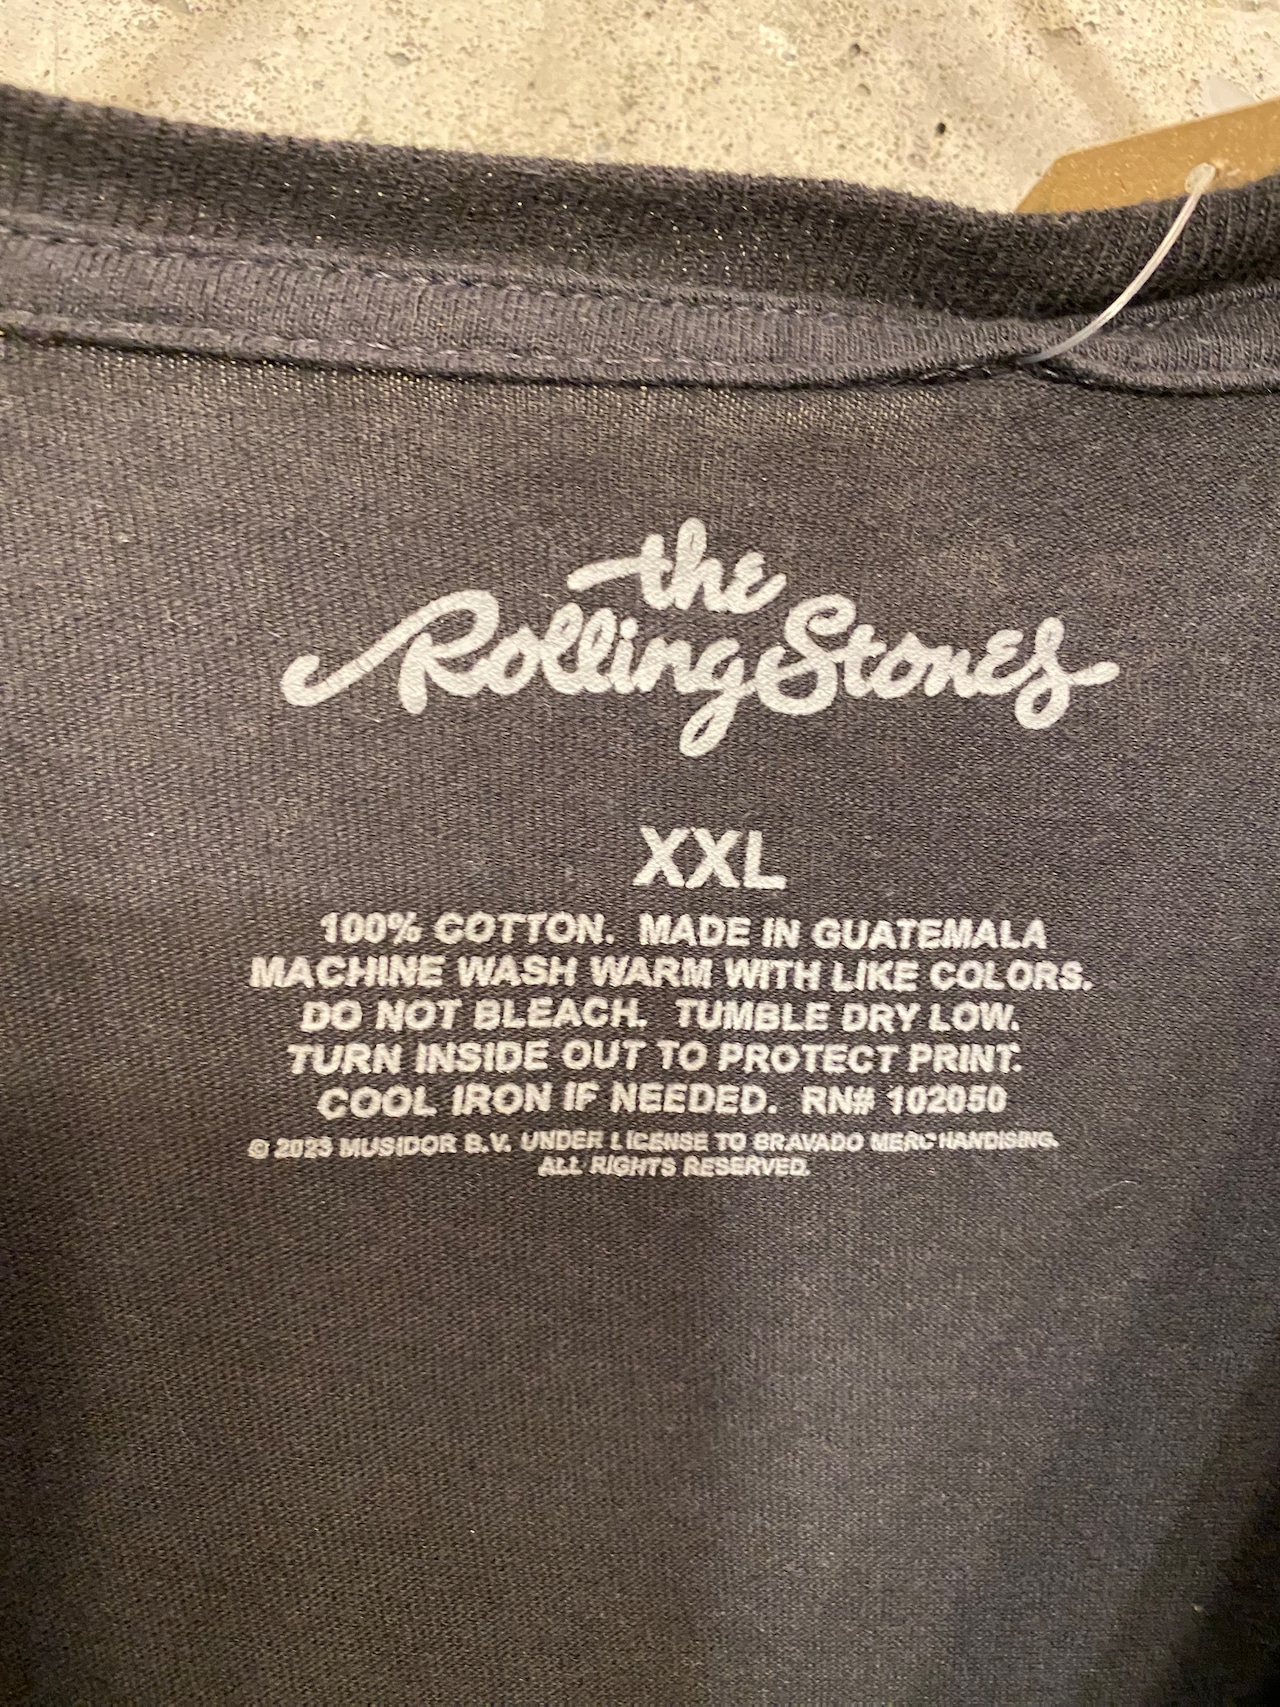 the
Rolling Stones
XXL
100% COTTON. MADE IN GUATEMALA
MACHINE WASH WARM WITH LIKE COLORS.
DO NOT BLEACH. TUMBLE DRY LOW.
TURN INSIDE OUT TO PROTECT PRINT.
COOL IRON IF NEEDED. RN# 102050
© 2023 MUSIDOR B.V. UNDER LICENSE TO BRAVADO MERCHANDISING.
ALL RIGHTS RESERVED.